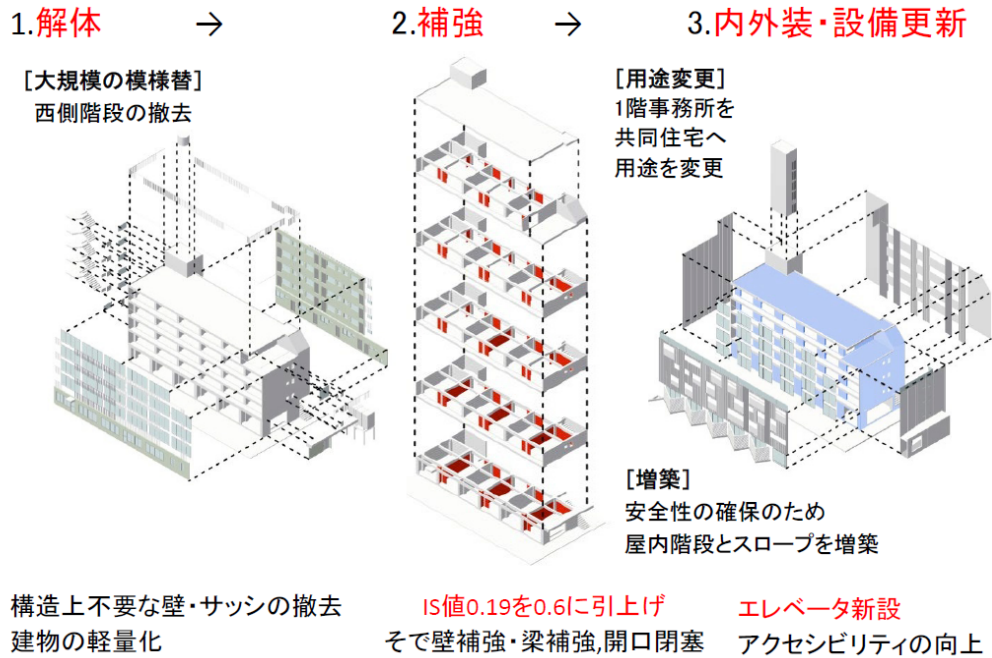 1.解体 →
2.補強 →
3.内外装・設備更新
[大規模の模様替]
西側階段の撤去
[用途変更]
1階事務所を
共同住宅へ
用途を変更
[増築]
安全性の確保のため
屋内階段とスロープを増築
構造上不要な壁・サッシの撤去
建物の軽量化
IS値0.19を0.6に引上げ
そで壁補強・梁補強,開口閉塞
エレベータ新設
アクセシビリティの向上